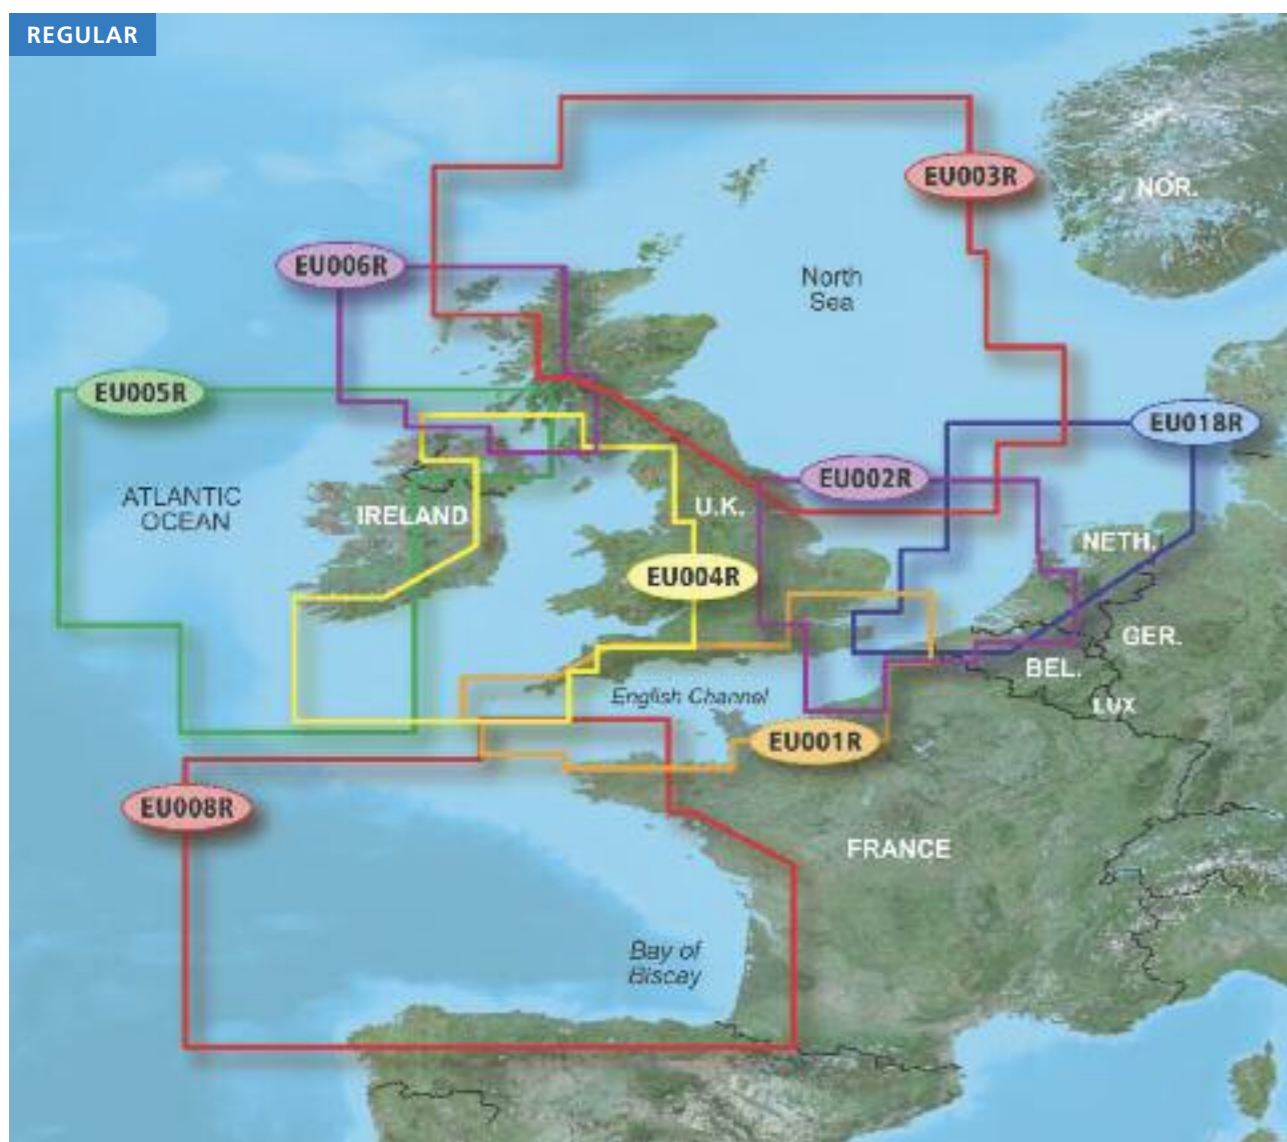 REGULAR
EU003R
NOR.
EU006R
North
Sea
EU005R
EU018R
EU002R
ATLANTIC
OCEAN
IRELAND
U.K.
NETH.
EU004R
GER.
BEL.
English Channel
LUX
EU001R
EU008R
FRANCE
Bay of
Biscay